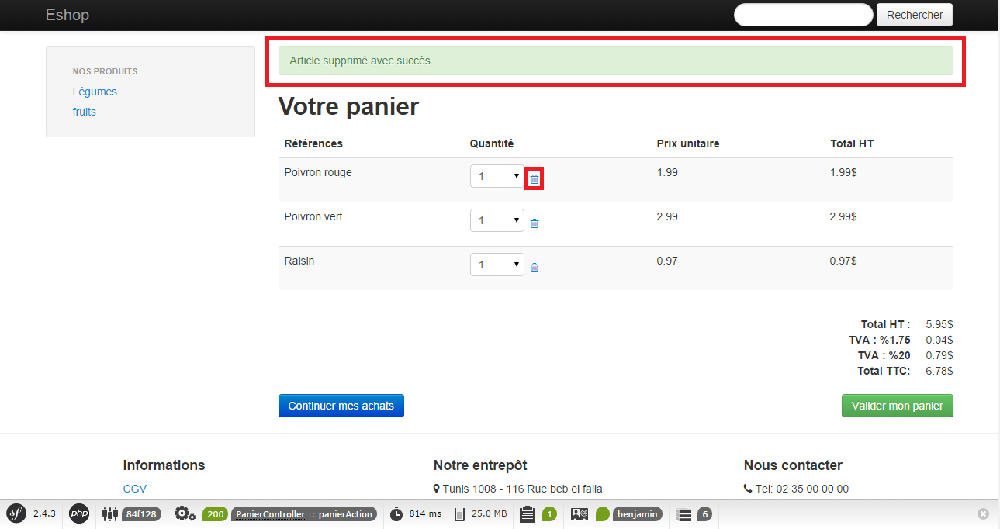 Eshop
Rechercher
NOS PRODUITS
Légumes
fruits
Article supprimé avec succès
Votre panier
Références Quantité Prix unitaire Total HT
Poivron rouge 1 1.99 1.99$
Poivron vert 1 2.99 2.99$
Raisin 1 0.97 0.97$
Total HT : 5.95$
TVA : %1.75 0.04$
TVA : %20 0.79$
Total TTC: 6.78$
Continuer mes achats Valider mon panier
Informations Notre entrepôt Nous contacter
CGV Tunis 1008 - 116 Rue beb el falla Tel: 02 35 00 00 00
sf 2.4.3 php 84f128 200 PanierController :: panierAction 814 ms 25.0 MB 1 benjamin 6